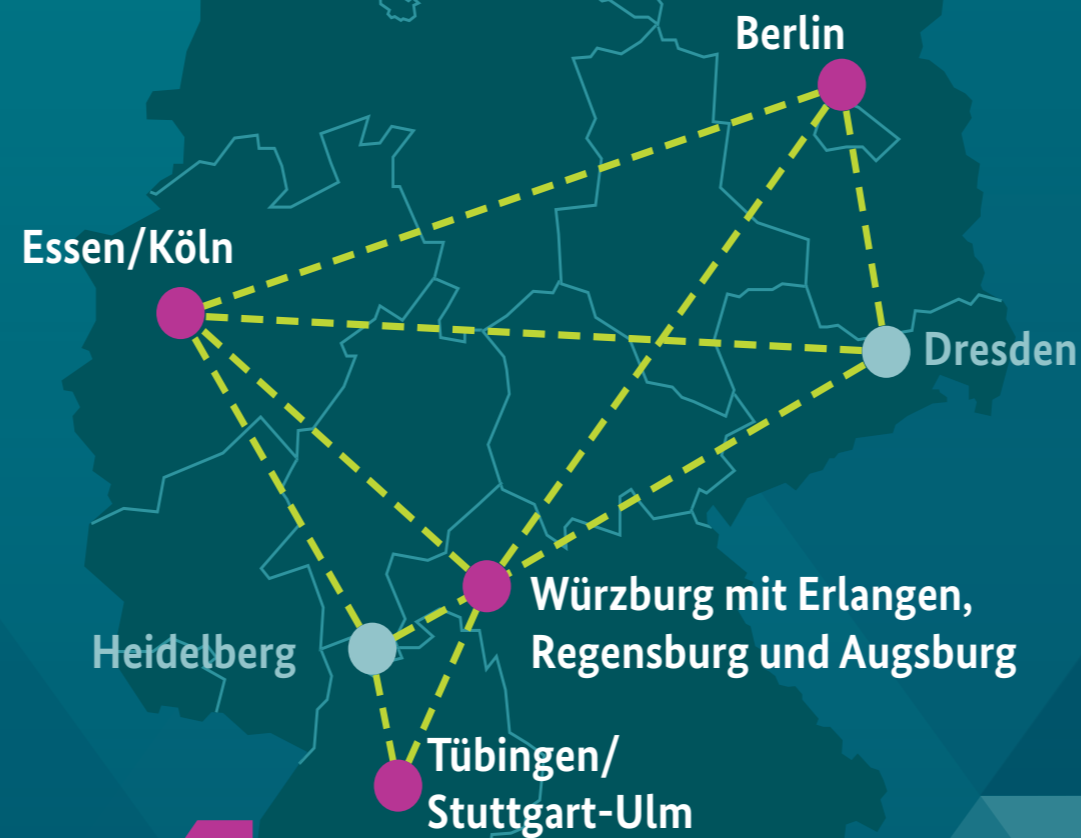 Berlin
Essen/Köln
Dresden
Würzburg mit Erlangen,
Regensburg und Augsburg
Heidelberg
Tübingen/
Stuttgart-Ulm